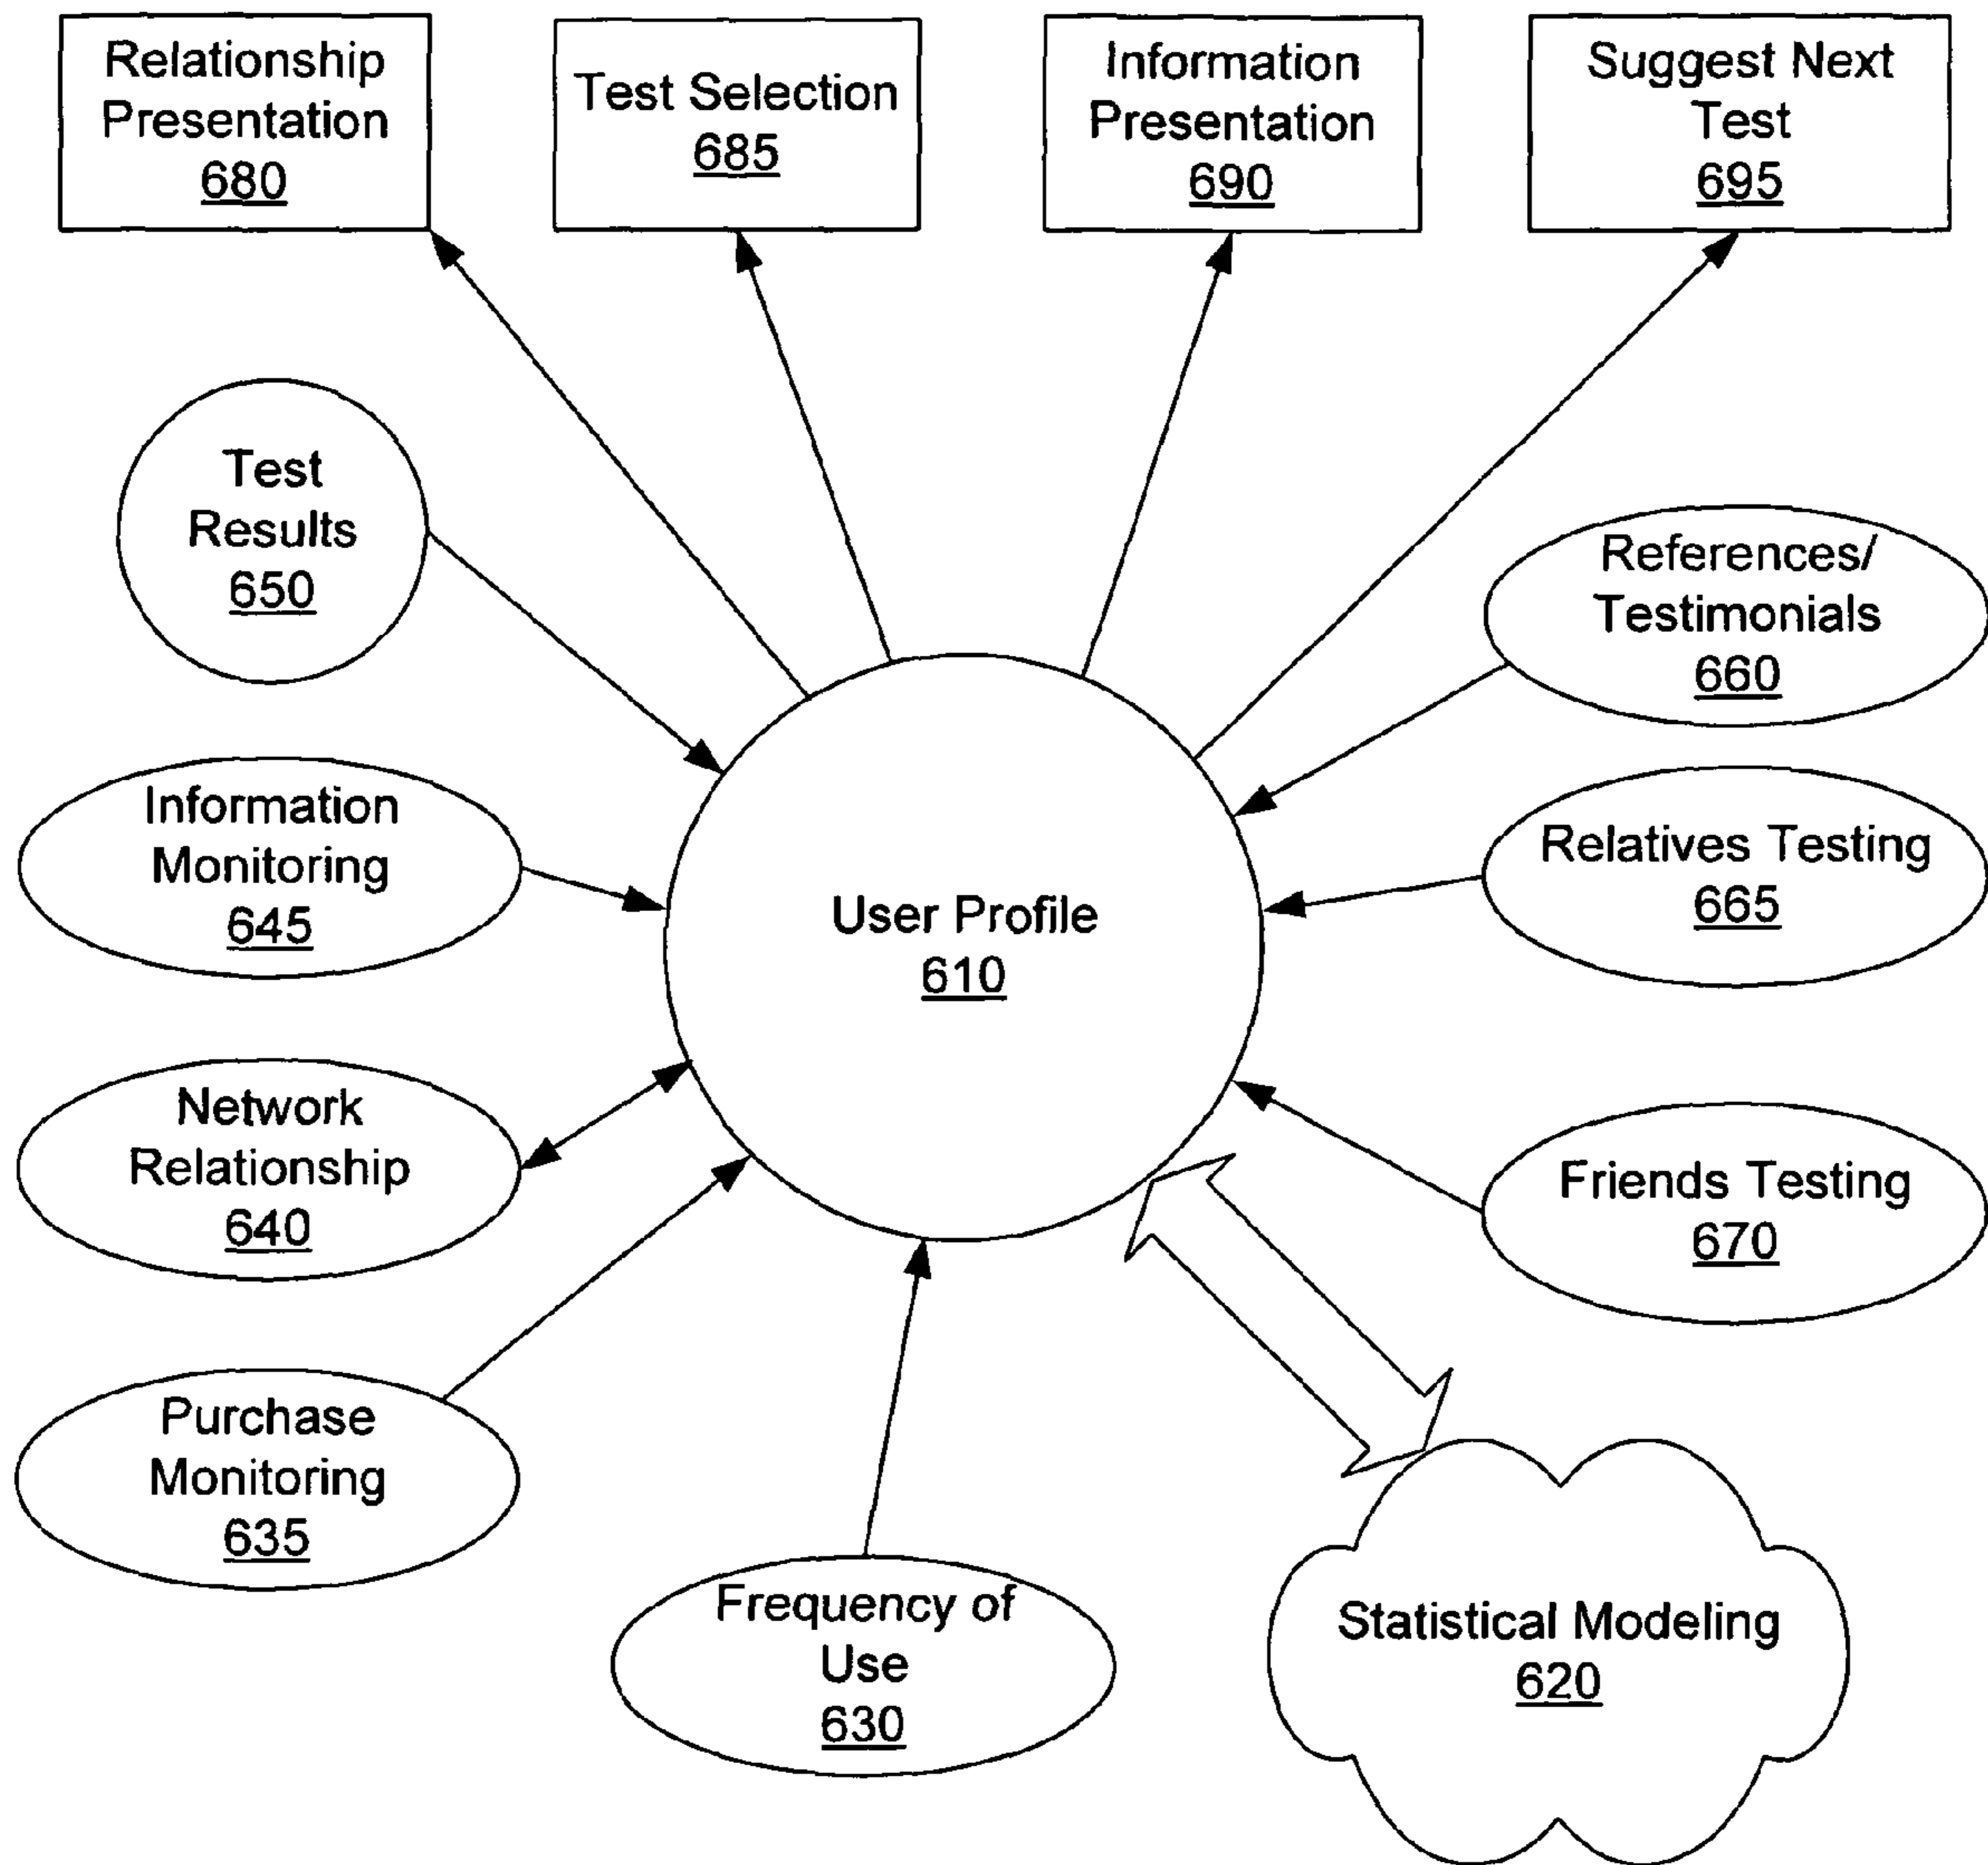 Relationship
Presentation
680
Test Selection
685
Information
Presentation
690
Suggest Next
Test
695
Test
Results
650
References/
Testimonials
660
Information
Monitoring
645
User Profile
610
Relatives Testing
665
Network
Relationship
640
Friends Testing
670
Purchase
Monitoring
635
Frequency of
Use
630
Statistical Modeling
620